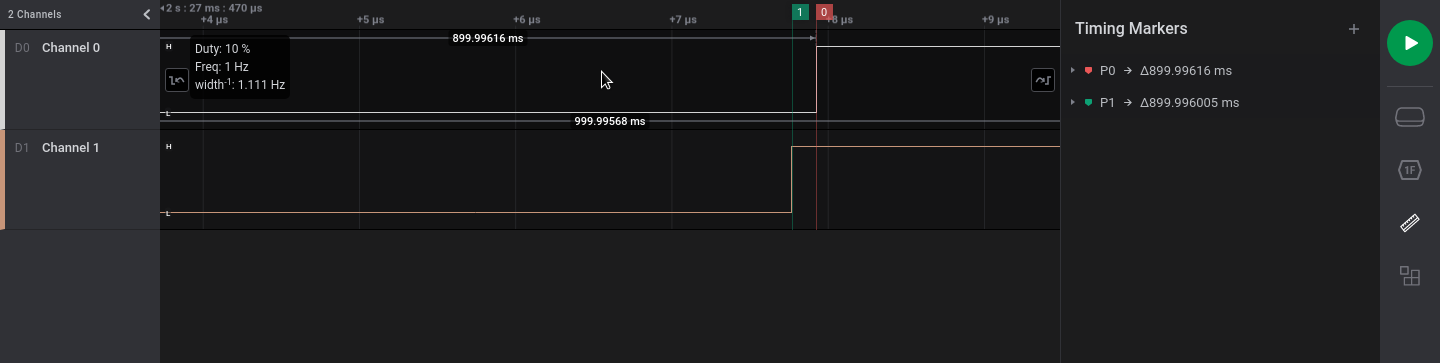 2 Channels
2 s : 27 ms : 470 µs
+4 µs
+5 µs
+6 µs
+7 µs
+8 µs
+9 µs
1
0
D0 Channel 0
H
L
899.99616 ms
Duty: 10 %
Freq: 1 Hz
width-1: 1.111 Hz
999.99568 ms
D1 Channel 1
H
L
Timing Markers
P0 → Δ899.99616 ms
P1 → Δ899.996005 ms
1F